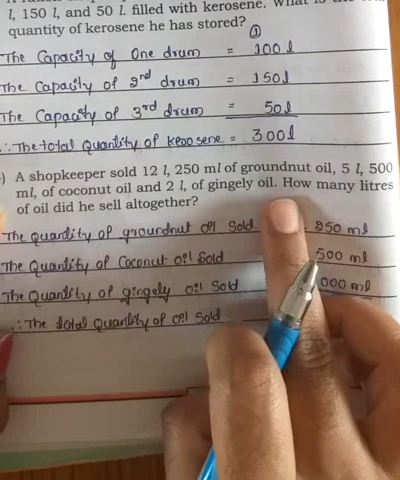 l, 150 l, and 50 l. filled with kerosene. What is the
quantity of kerosene he has stored?
(1)
The Capacity of One drum = 100 l
The Capacity of 2nd drum = 150 l
The Capacity of 3rd drum = 50 l
∴ The total Quantity of kerosene = 300 l
) A shopkeeper sold 12 l, 250 ml of groundnut oil, 5 l, 500
ml, of coconut oil and 2 l, of gingely oil. How many litres
of oil did he sell altogether?
The Quantity of groundnut oil Sold 250 ml
The Quantity of Coconut oil Sold 500 ml
The Quantity of gingely oil Sold 000 ml
∴ The total Quantity of oil Sold